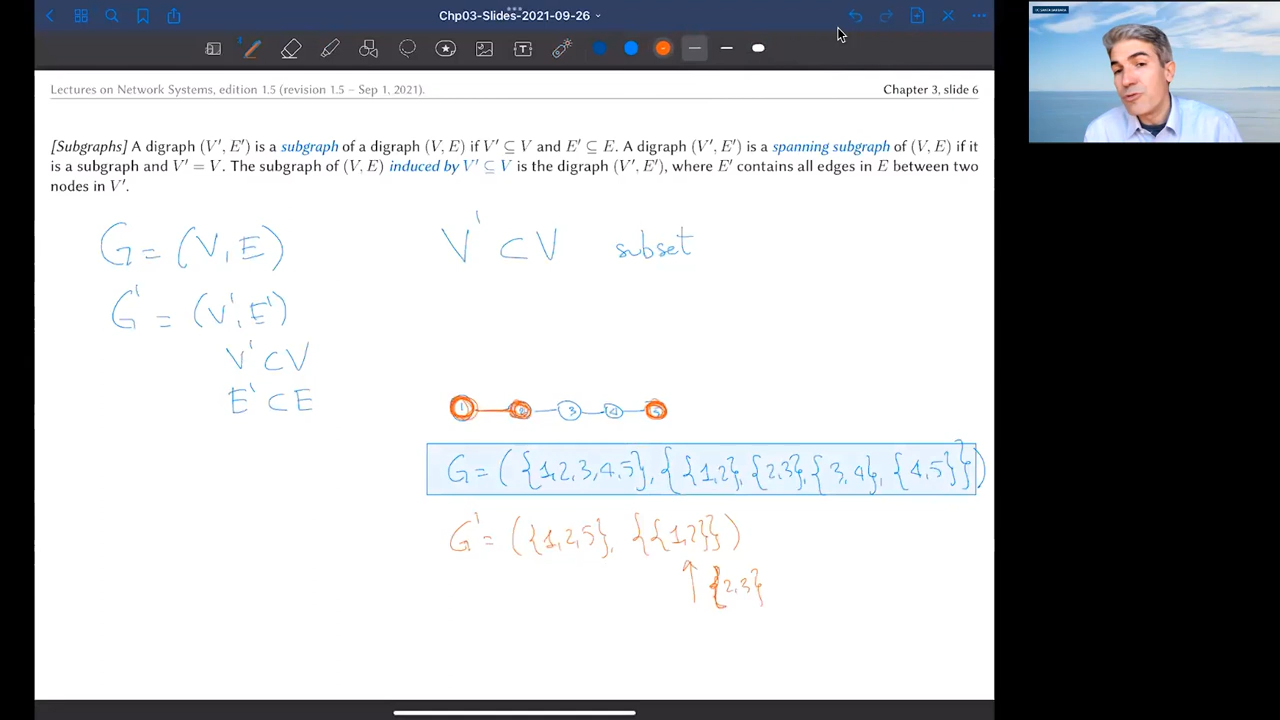 Chp03-Slides-2021-09-26
Lectures on Network Systems, edition 1.5 (revision 1.5 – Sep 1, 2021).
Chapter 3, slide 6
[Subgraphs] A digraph (V′, E′) is a subgraph of a digraph (V, E) if V′ ⊆ V and E′ ⊆ E. A digraph (V′, E′) is a spanning subgraph of (V, E) if it
is a subgraph and V′ = V. The subgraph of (V, E) induced by V′ ⊆ V is the digraph (V′, E′), where E′ contains all edges in E between two
nodes in V′.
G = (V, E)
V' ⊂ V subset
G' = (V', E')
V' ⊂ V
E' ⊂ E
1 2 3 4 5
G = ({1,2,3,4,5}, {{1,2}, {2,3}, {3,4}, {4,5}})
G' = ({1,2,5}, {{1,2}})
{2,3}